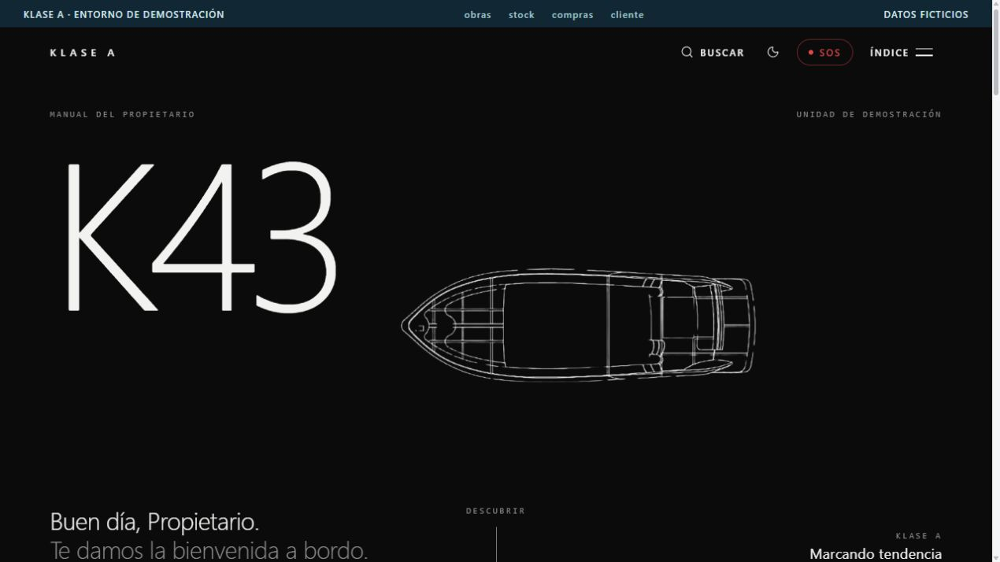 KLASE A · ENTORNO DE DEMOSTRACIÓN
obras stock compras cliente
DATOS FICTICIOS
KLASE A
BUSCAR
SOS
ÍNDICE
MANUAL DEL PROPIETARIO
UNIDAD DE DEMOSTRACIÓN
K43
Buen día, Propietario.
Te damos la bienvenida a bordo.
DESCUBRIR
KLASE A
Marcando tendencia